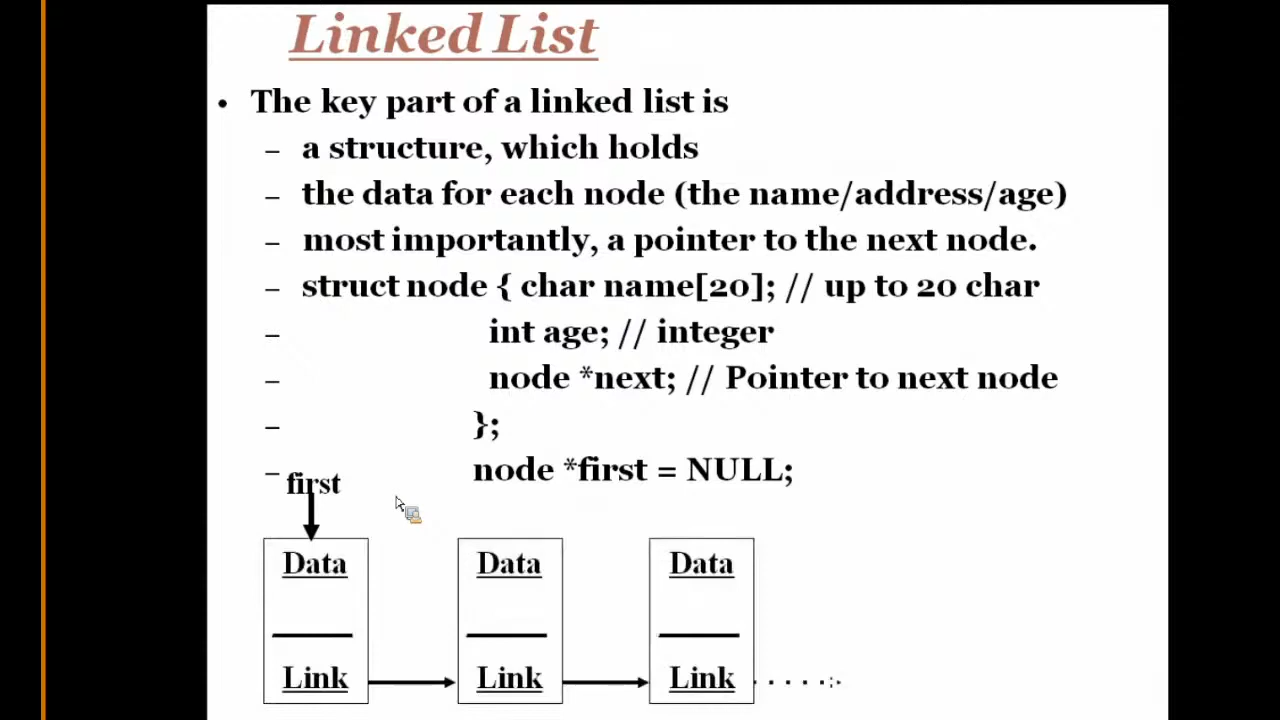 Linked List
• The key part of a linked list is
– a structure, which holds
– the data for each node (the name/address/age)
– most importantly, a pointer to the next node.
– struct node { char name[20]; // up to 20 char
– int age; // integer
– node *next; // Pointer to next node
– };
– node *first = NULL;
first
Data Data Data
Link Link Link